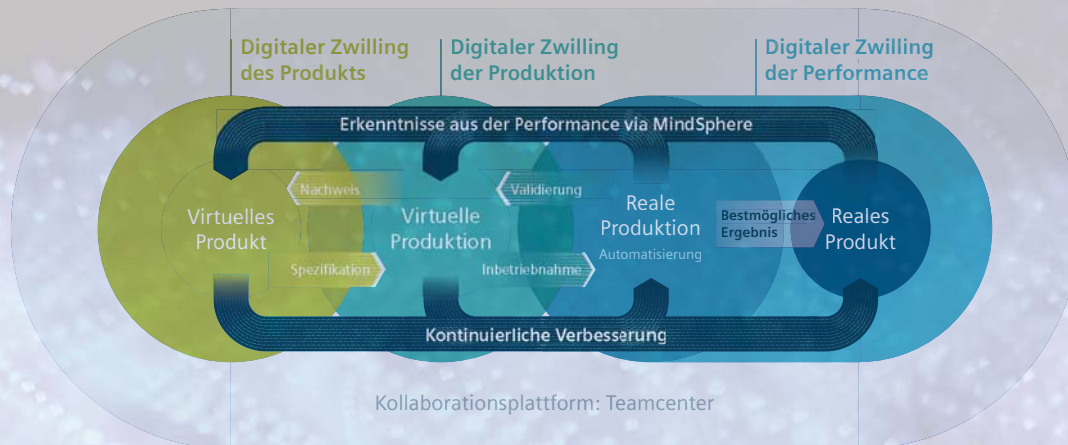 Digitaler Zwilling
des Produkts
Digitaler Zwilling
der Produktion
Digitaler Zwilling
der Performance
Erkenntnisse aus der Performance via MindSphere
Nachweis
Validierung
Virtuelles
Produkt
Virtuelle
Produktion
Reale
Produktion
Automatisierung
Bestmögliches
Ergebnis
Reales
Produkt
Spezifikation
Inbetriebnahme
Kontinuierliche Verbesserung
Kollaborationsplattform: Teamcenter